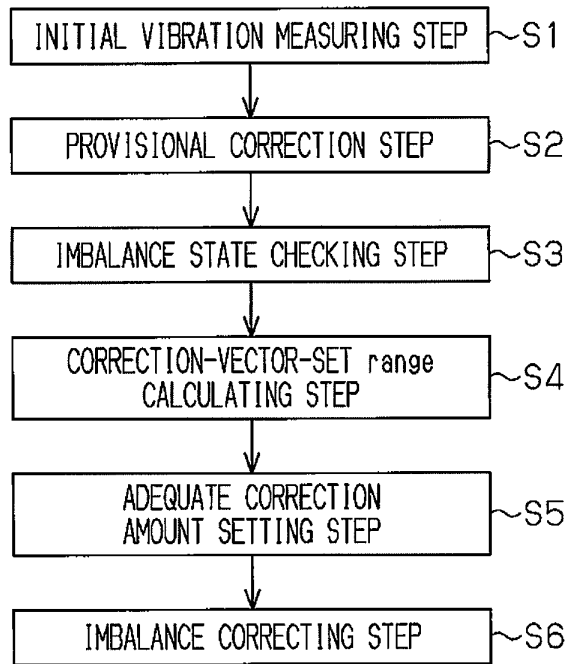 INITIAL VIBRATION MEASURING STEP S1
PROVISIONAL CORRECTION STEP S2
IMBALANCE STATE CHECKING STEP S3
CORRECTION-VECTOR-SET range
CALCULATING STEP S4
ADEQUATE CORRECTION
AMOUNT SETTING STEP S5
IMBALANCE CORRECTING STEP S6